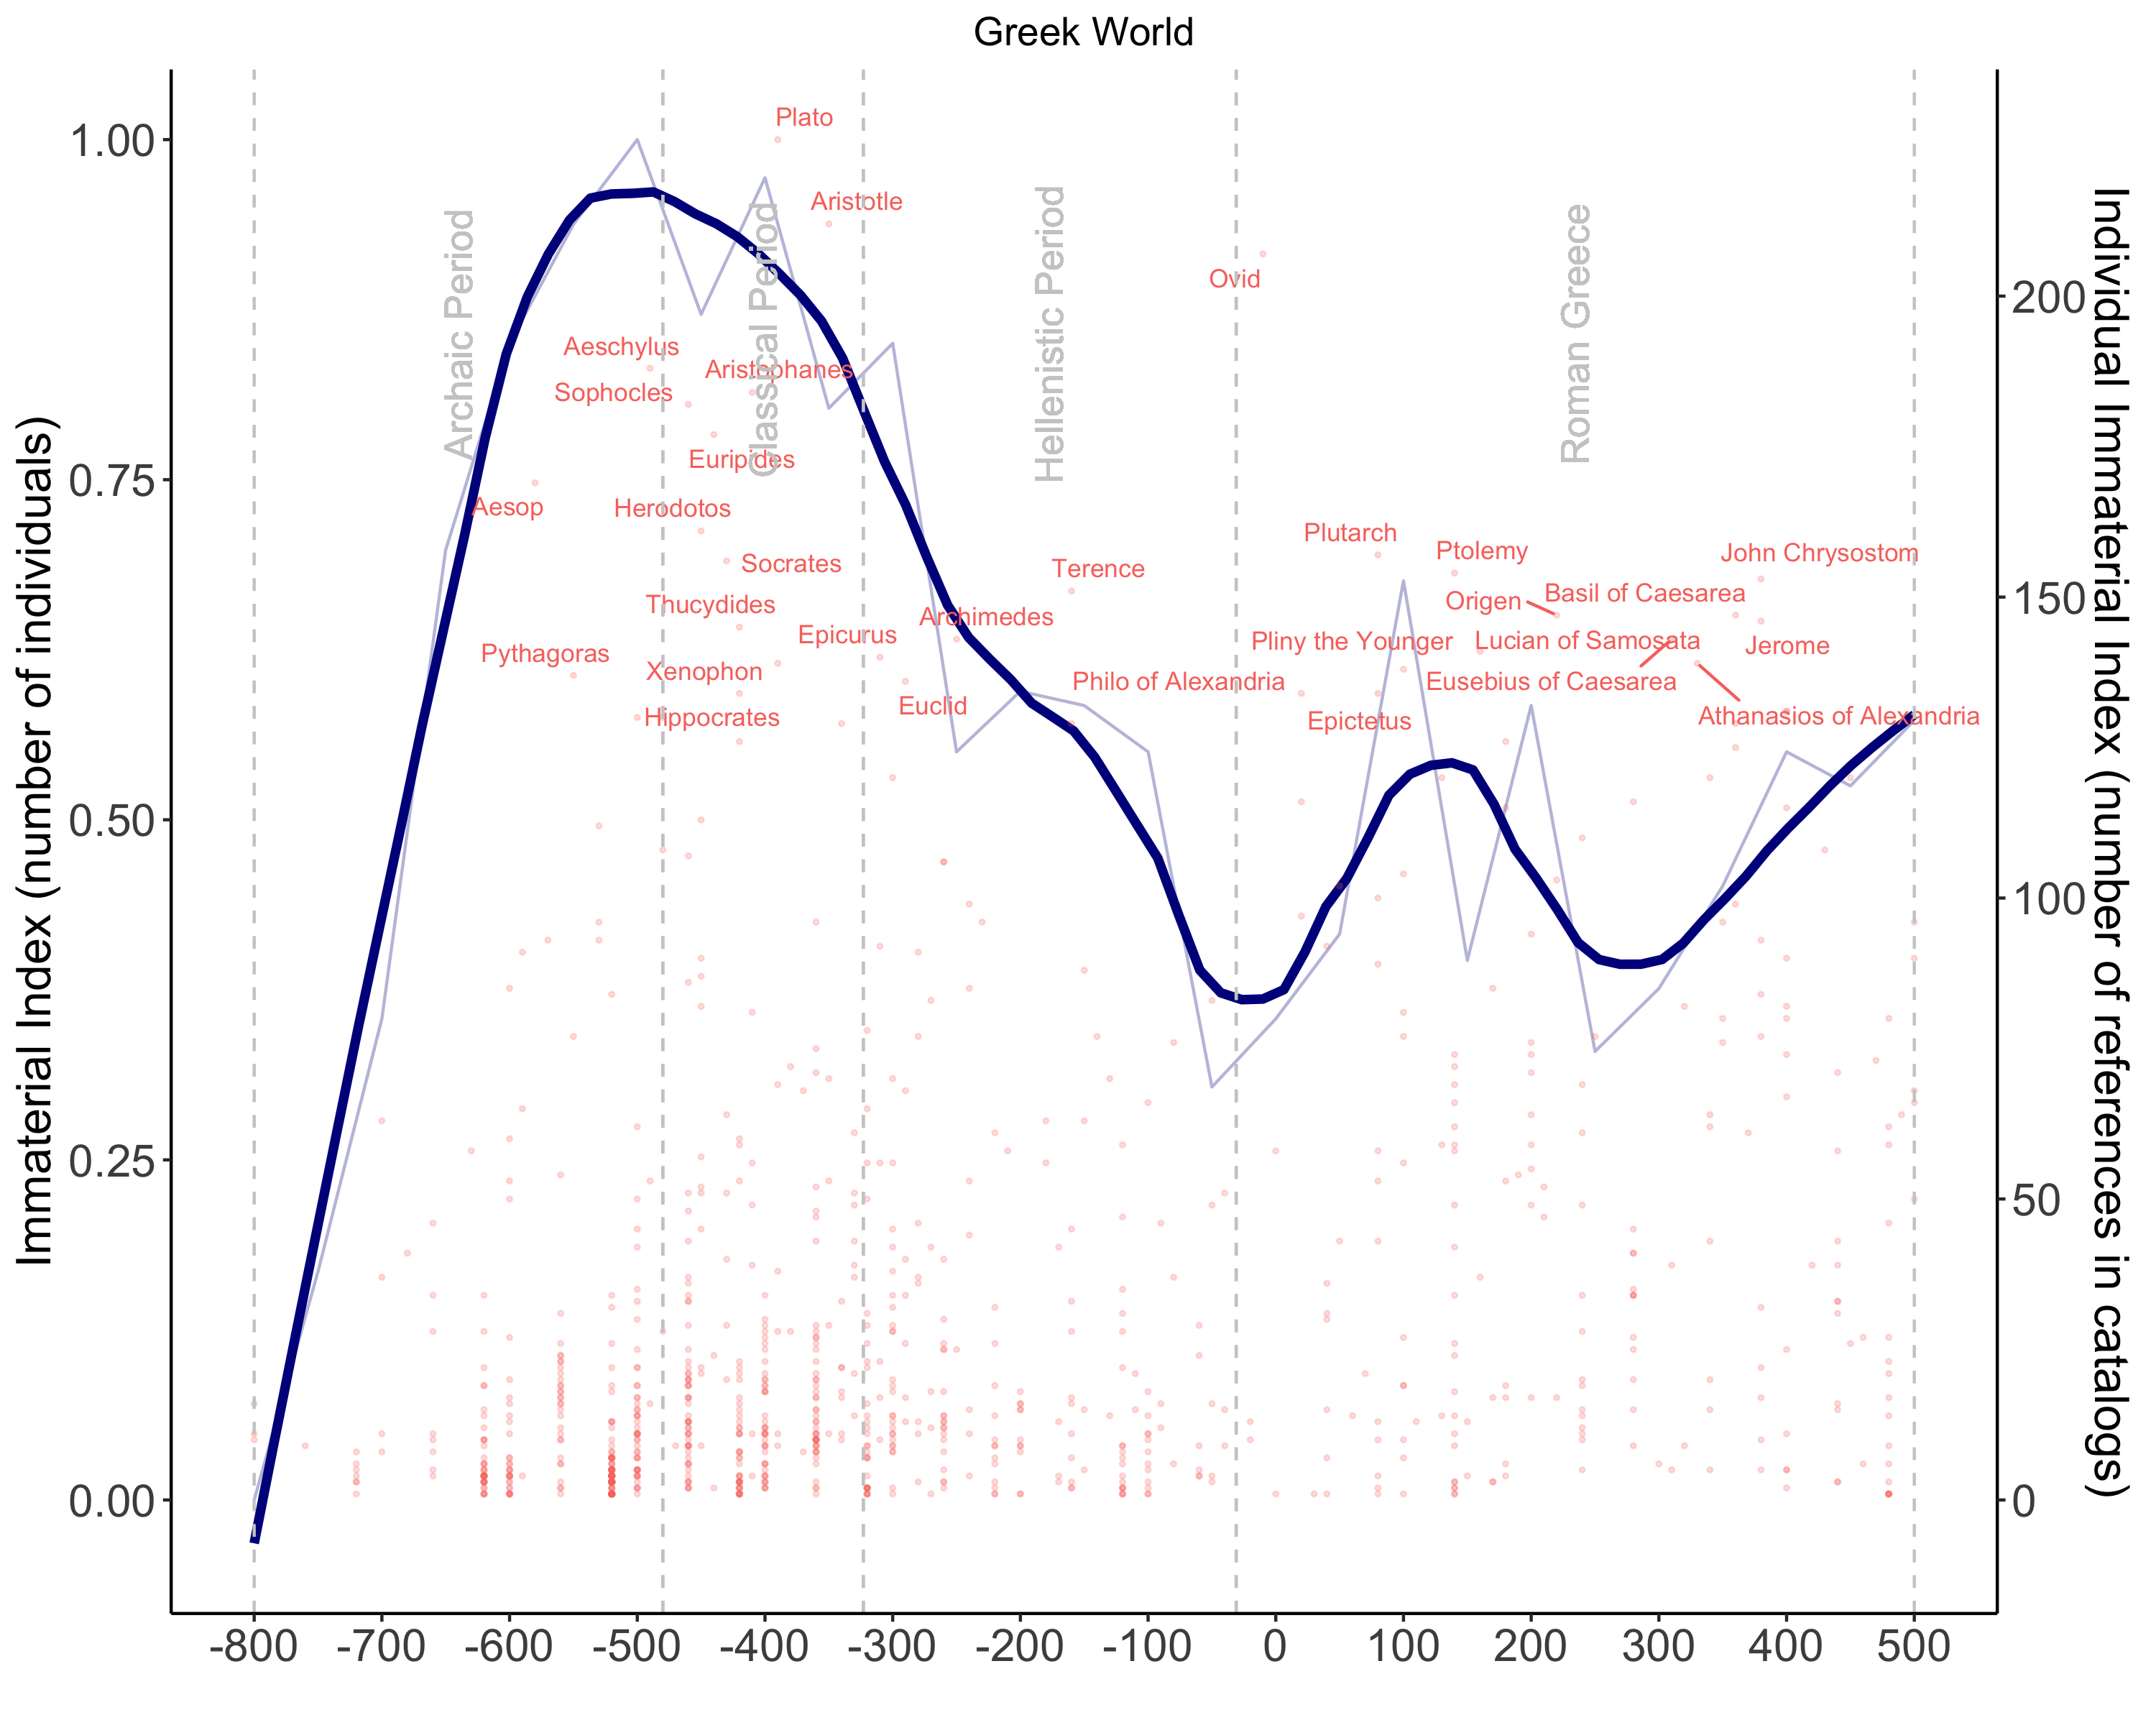 Greek World
Immaterial Index (number of individuals)
1.00
0.75
0.50
0.25
0.00
Individual Immaterial Index (number of references in catalogs)
200
150
100
50
0
Archaic Period
Classical Period
Hellenistic Period
Roman Greece
Plato
Aristotle
Ovid
Aeschylus
Aristophanes
Sophocles
Euripides
Aesop
Herodotos
Socrates
Thucydides
Epicurus
Archimedes
Terence
Pythagoras
Xenophon
Hippocrates
Euclid
Plutarch
Ptolemy
John Chrysostom
Origen
Basil of Caesarea
Pliny the Younger
Lucian of Samosata
Jerome
Philo of Alexandria
Eusebius of Caesarea
Epictetus
Athanasios of Alexandria
-800 -700 -600 -500 -400 -300 -200 -100 0 100 200 300 400 500